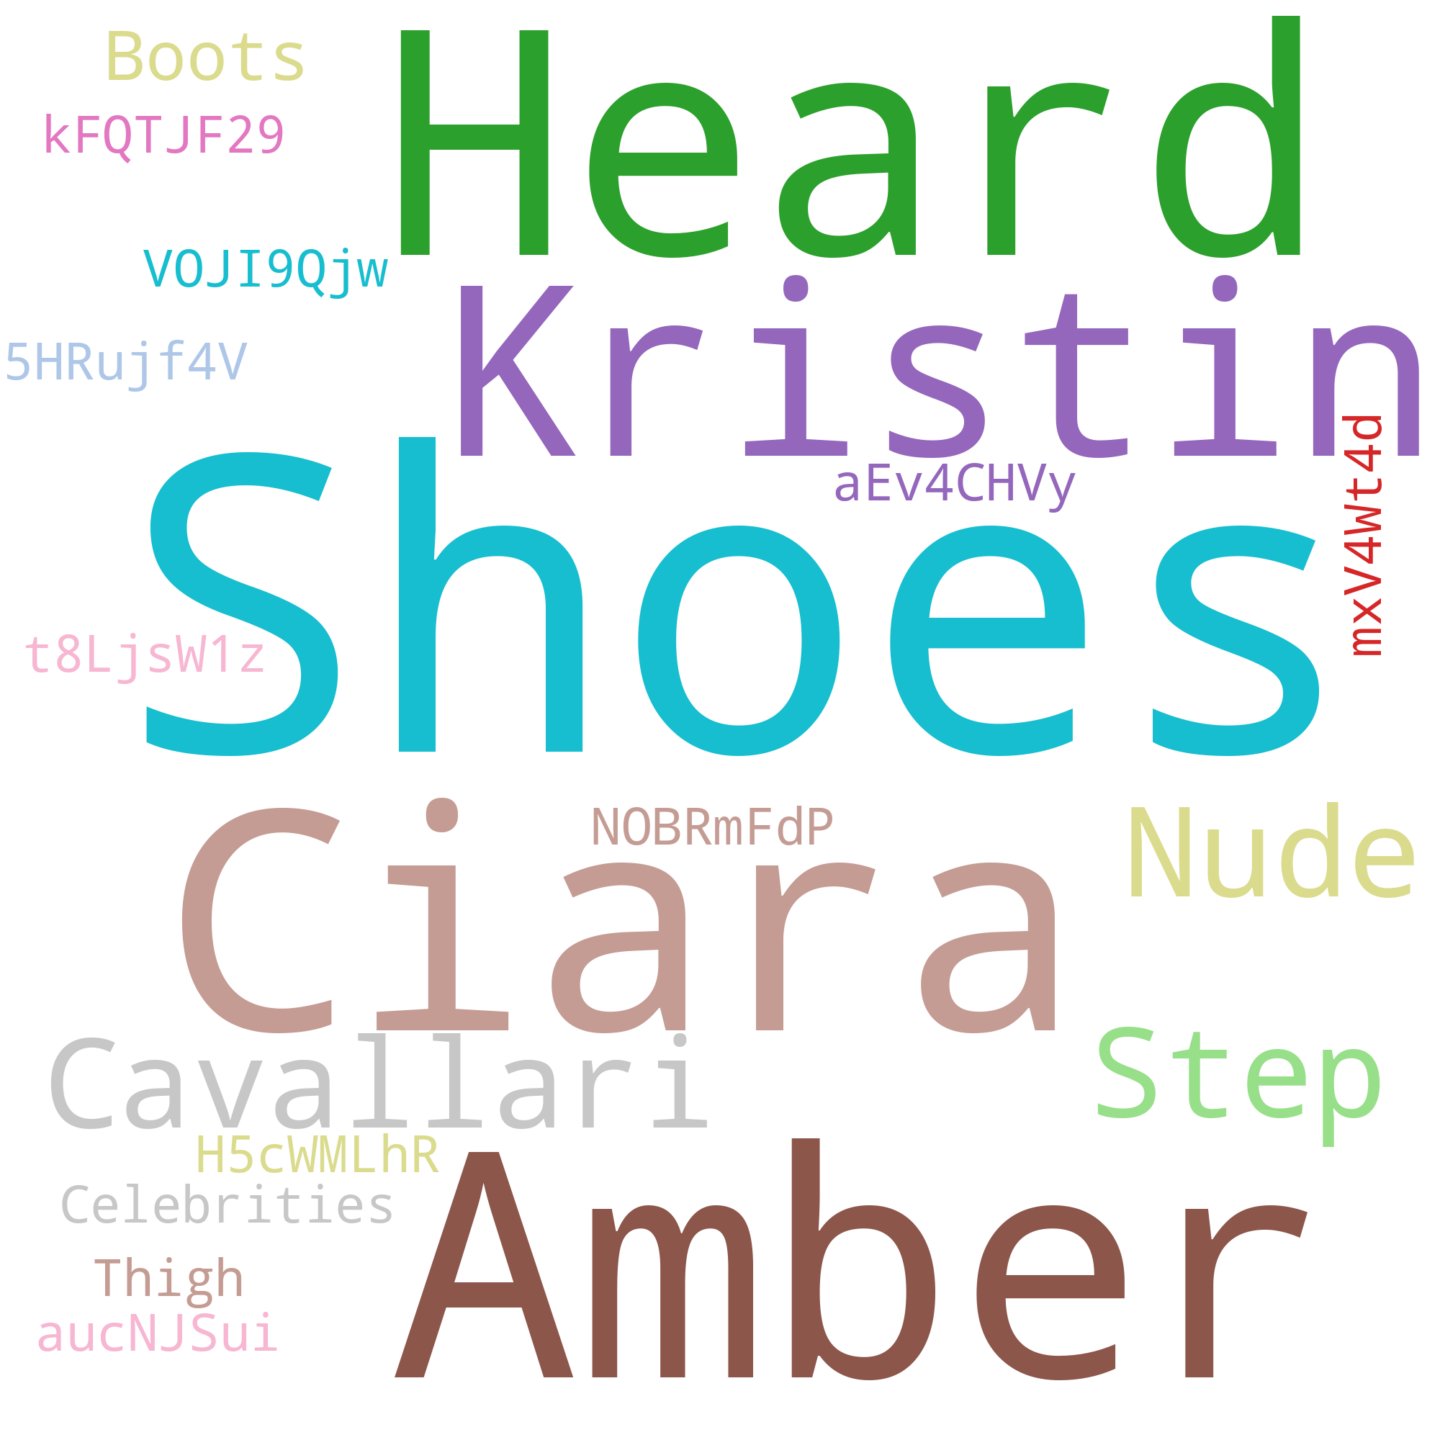 Boots
Heard
kFQTJF29
VOJI9Qjw
Kristin
5HRujf4V
mxV4Wt4d
aEv4CHVy
Shoes
t8LjsW1z
NOBRmFdP
Nude
Ciara
Cavallari
Step
H5cWMLhR
Celebrities
Amber
Thigh
aucNJSui